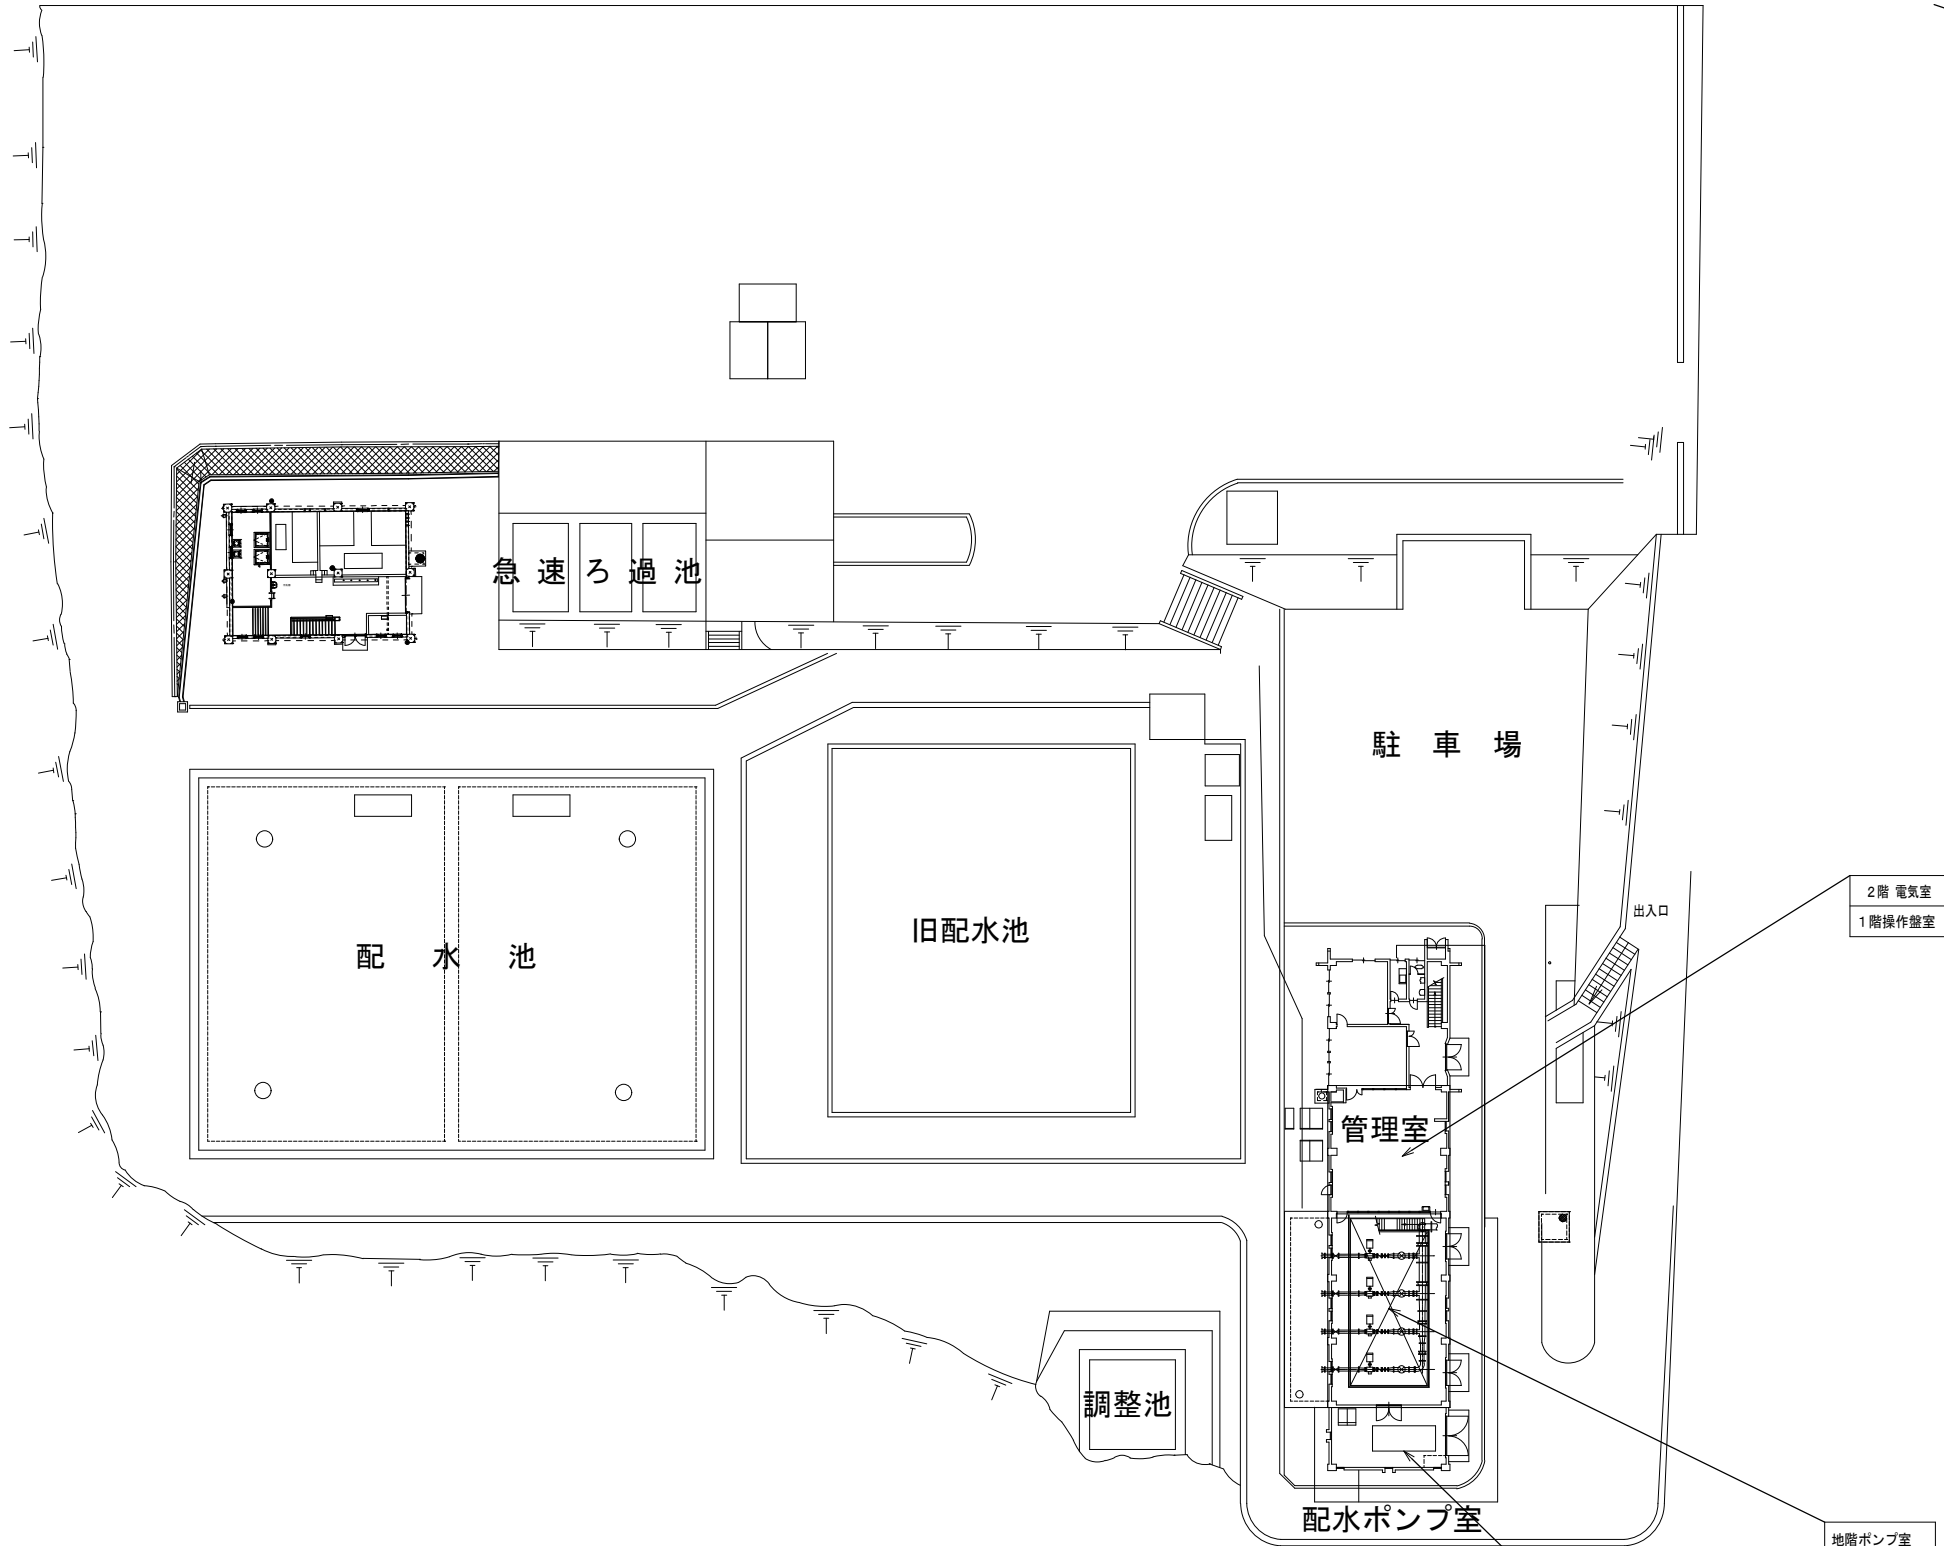 急速ろ過池
駐車場
2階 電気室
1階操作盤室
出入口
旧配水池
配水池
管理室
調整池
配水ポンプ室
地階ポンプ室